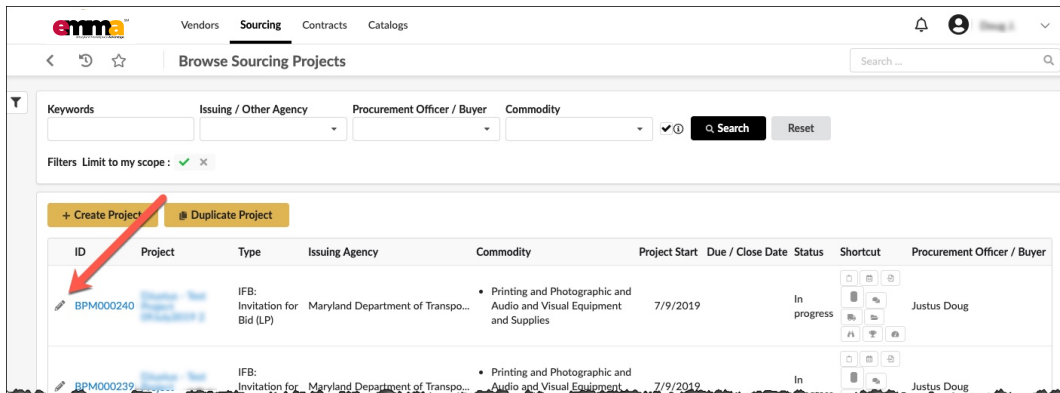 emma
Vendors Sourcing Contracts Catalogs
Browse Sourcing Projects
Search ...
Keywords Issuing / Other Agency Procurement Officer / Buyer Commodity
Search Reset
Filters Limit to my scope :
+ Create Project Duplicate Project
ID Project Type Issuing Agency Commodity Project Start Due / Close Date Status Shortcut Procurement Officer / Buyer
BPM000240 IFB: Invitation for Bid (LP) Maryland Department of Transpo... Printing and Photographic and Audio and Visual Equipment and Supplies 7/9/2019 In progress Justus Doug
BPM000239 IFB: Invitation for Maryland Department of Transpo... Printing and Photographic and Audio and Visual Equipment 7/9/2019 In Justus Doug